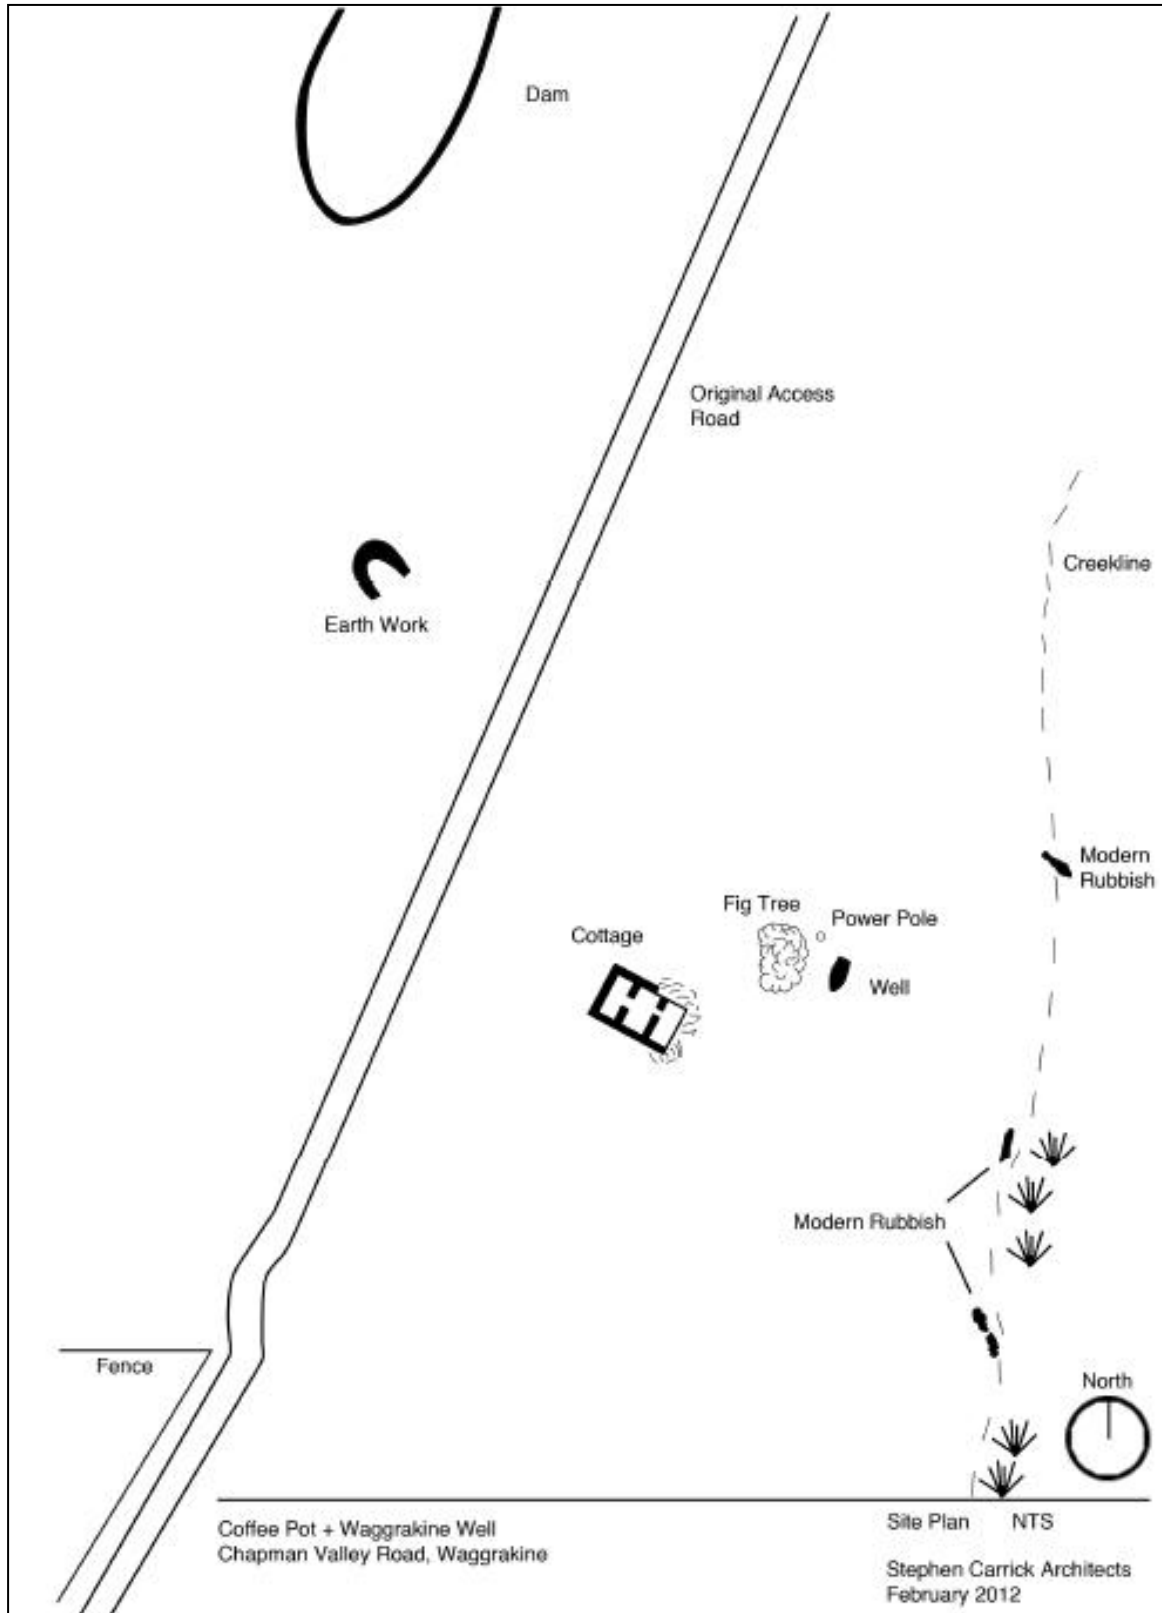 Dam
Original Access
Road
Creekline
Earth Work
Modern
Rubbish
Fig Tree
Power Pole
Cottage
Well
Modern Rubbish
Fence
North
Coffee Pot + Waggrakine Well
Chapman Valley Road, Waggrakine
Site Plan NTS
Stephen Carrick Architects
February 2012